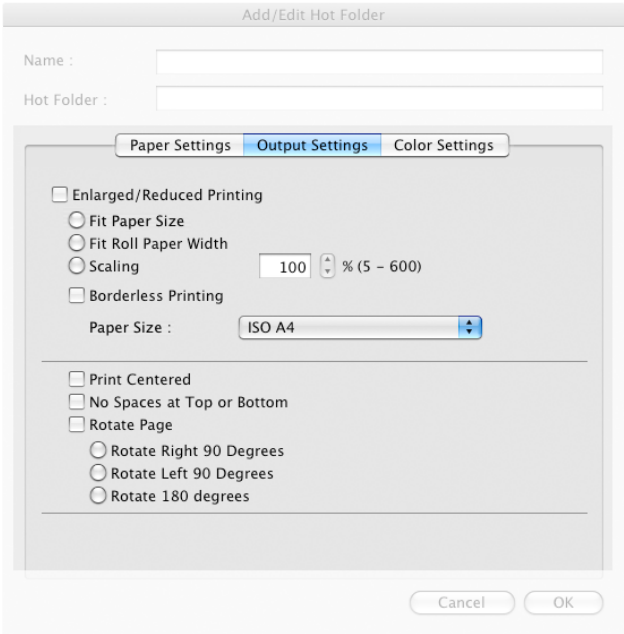 Add/Edit Hot Folder
Name :
Hot Folder :
Paper Settings Output Settings Color Settings
Enlarged/Reduced Printing
Fit Paper Size
Fit Roll Paper Width
Scaling 100 % (5 – 600)
Borderless Printing
Paper Size : ISO A4
Print Centered
No Spaces at Top or Bottom
Rotate Page
Rotate Right 90 Degrees
Rotate Left 90 Degrees
Rotate 180 degrees
Cancel OK